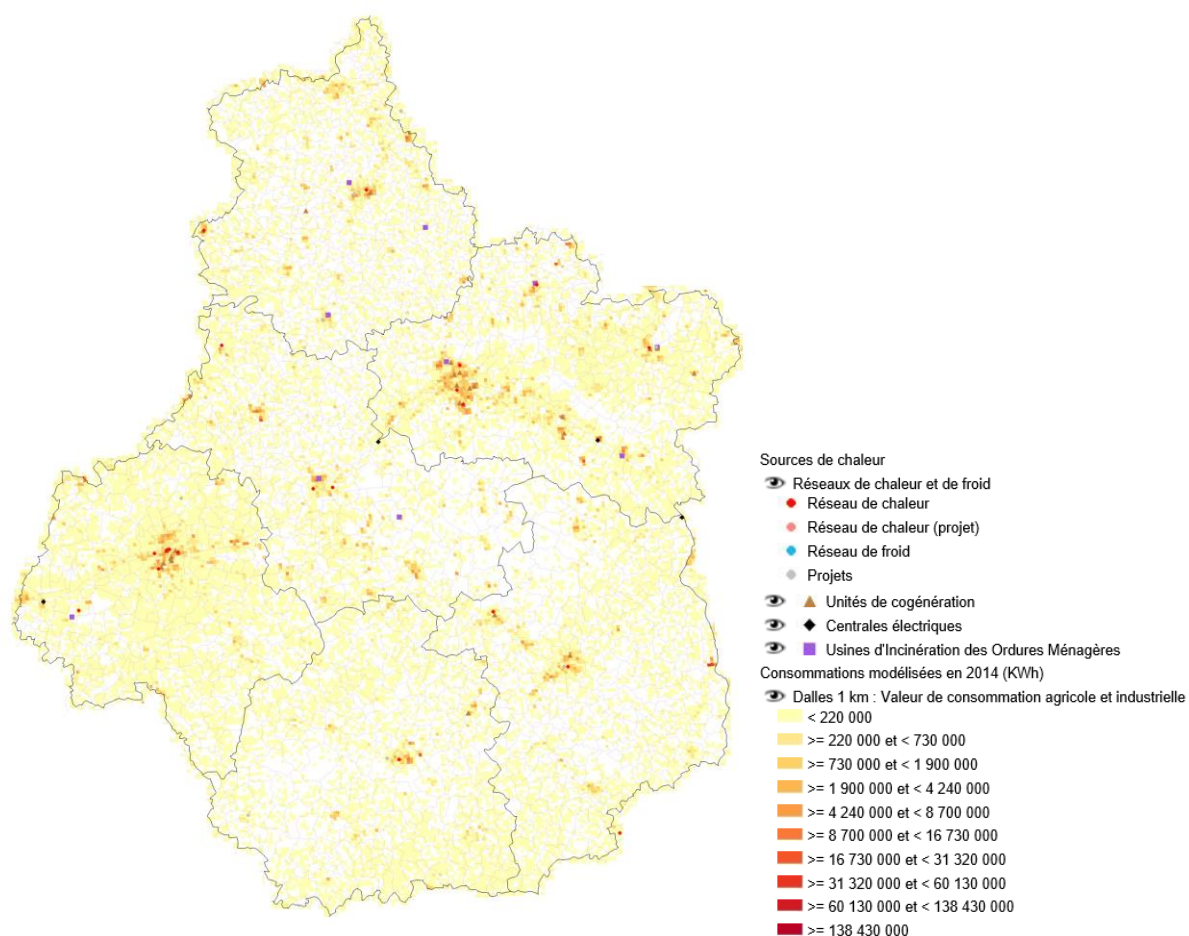 Sources de chaleur
Réseaux de chaleur et de froid
Réseau de chaleur
Réseau de chaleur (projet)
Réseau de froid
Projets
Unités de cogénération
Centrales électriques
Usines d'Incinération des Ordures Ménagères
Consommations modélisées en 2014 (KWh)
Dalles 1 km : Valeur de consommation agricole et industrielle
< 220 000
>= 220 000 et < 730 000
>= 730 000 et < 1 900 000
>= 1 900 000 et < 4 240 000
>= 4 240 000 et < 8 700 000
>= 8 700 000 et < 16 730 000
>= 16 730 000 et < 31 320 000
>= 31 320 000 et < 60 130 000
>= 60 130 000 et < 138 430 000
>= 138 430 000